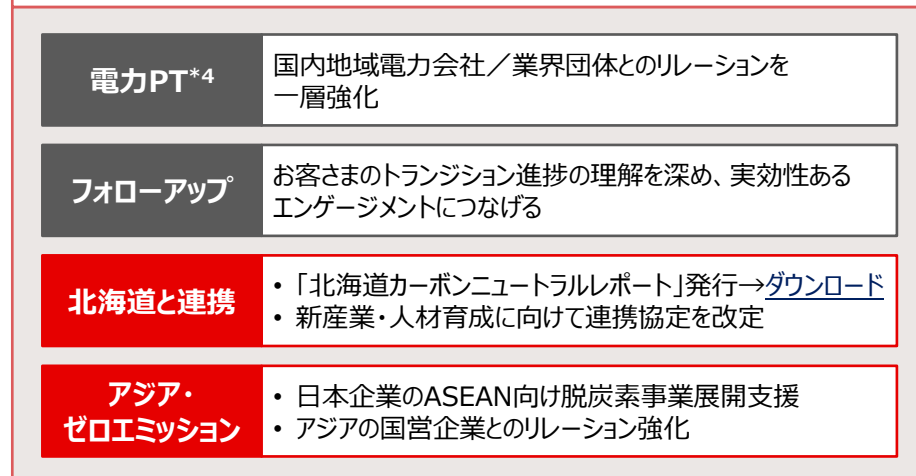 電力PT*4
国内地域電力会社／業界団体とのリレーションを
一層強化
フォローアップ
お客さまのトランジション進捗の理解を深め、実効性ある
エンゲージメントにつなげる
北海道と連携
• 「北海道カーボンニュートラルレポート」発行→ダウンロード
• 新産業・人材育成に向けて連携協定を改定
アジア・
ゼロエミッション
• 日本企業のASEAN向け脱炭素事業展開支援
• アジアの国営企業とのリレーション強化